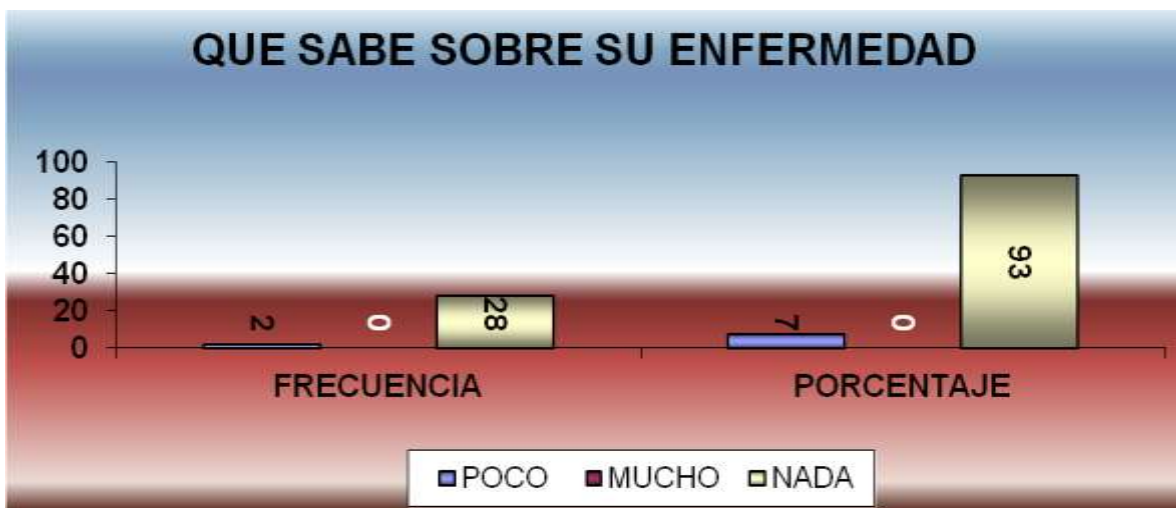 QUE SABE SOBRE SU ENFERMEDAD
100
80
60
40
20
0
2
0
28
7
0
93
FRECUENCIA
PORCENTAJE
POCO
MUCHO
NADA